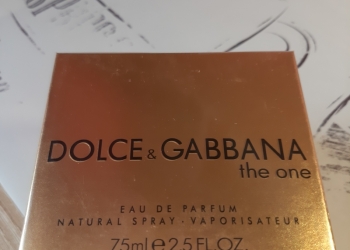 DOLCE & GABBANA
the one
EAU DE PARFUM
NATURAL SPRAY - VAPORISATEUR
75ml ℮ 2.5 FL.OZ.